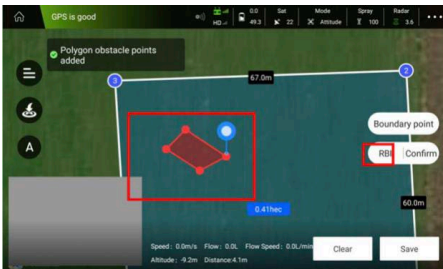 GPS is good
HD
0.0
49.3
Sat
22
Mode
Attitude
Spray
100
Radar
3.6
Polygon obstacle points
added
3
67.0m
2
Boundary point
A
RBI
Confirm
60.0m
0.41hec
Speed: 0.0m/s Flow: 0.0L Flow Speed: 0.0L/min
Altitude: -9.2m Distance:4.1m
Clear
Save